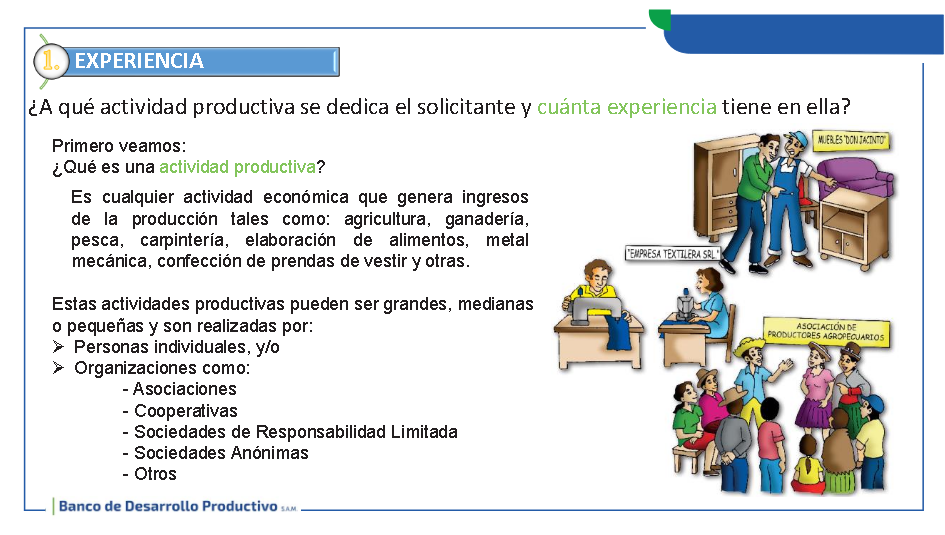 1. EXPERIENCIA
¿A qué actividad productiva se dedica el solicitante y cuánta experiencia tiene en ella?
Primero veamos:
¿Qué es una actividad productiva?
Es cualquier actividad económica que genera ingresos
de la producción tales como: agricultura, ganadería,
pesca, carpintería, elaboración de alimentos, metal
mecánica, confección de prendas de vestir y otras.
Estas actividades productivas pueden ser grandes, medianas
o pequeñas y son realizadas por:
➢ Personas individuales, y/o
➢ Organizaciones como:
- Asociaciones
- Cooperativas
- Sociedades de Responsabilidad Limitada
- Sociedades Anónimas
- Otros
MUEBLES "DON JACINTO"
"EMPRESA TEXTILERA SRL"
ASOCIACIÓN DE
PRODUCTORES AGROPECUARIOS
Banco de Desarrollo Productivo S.A.M.